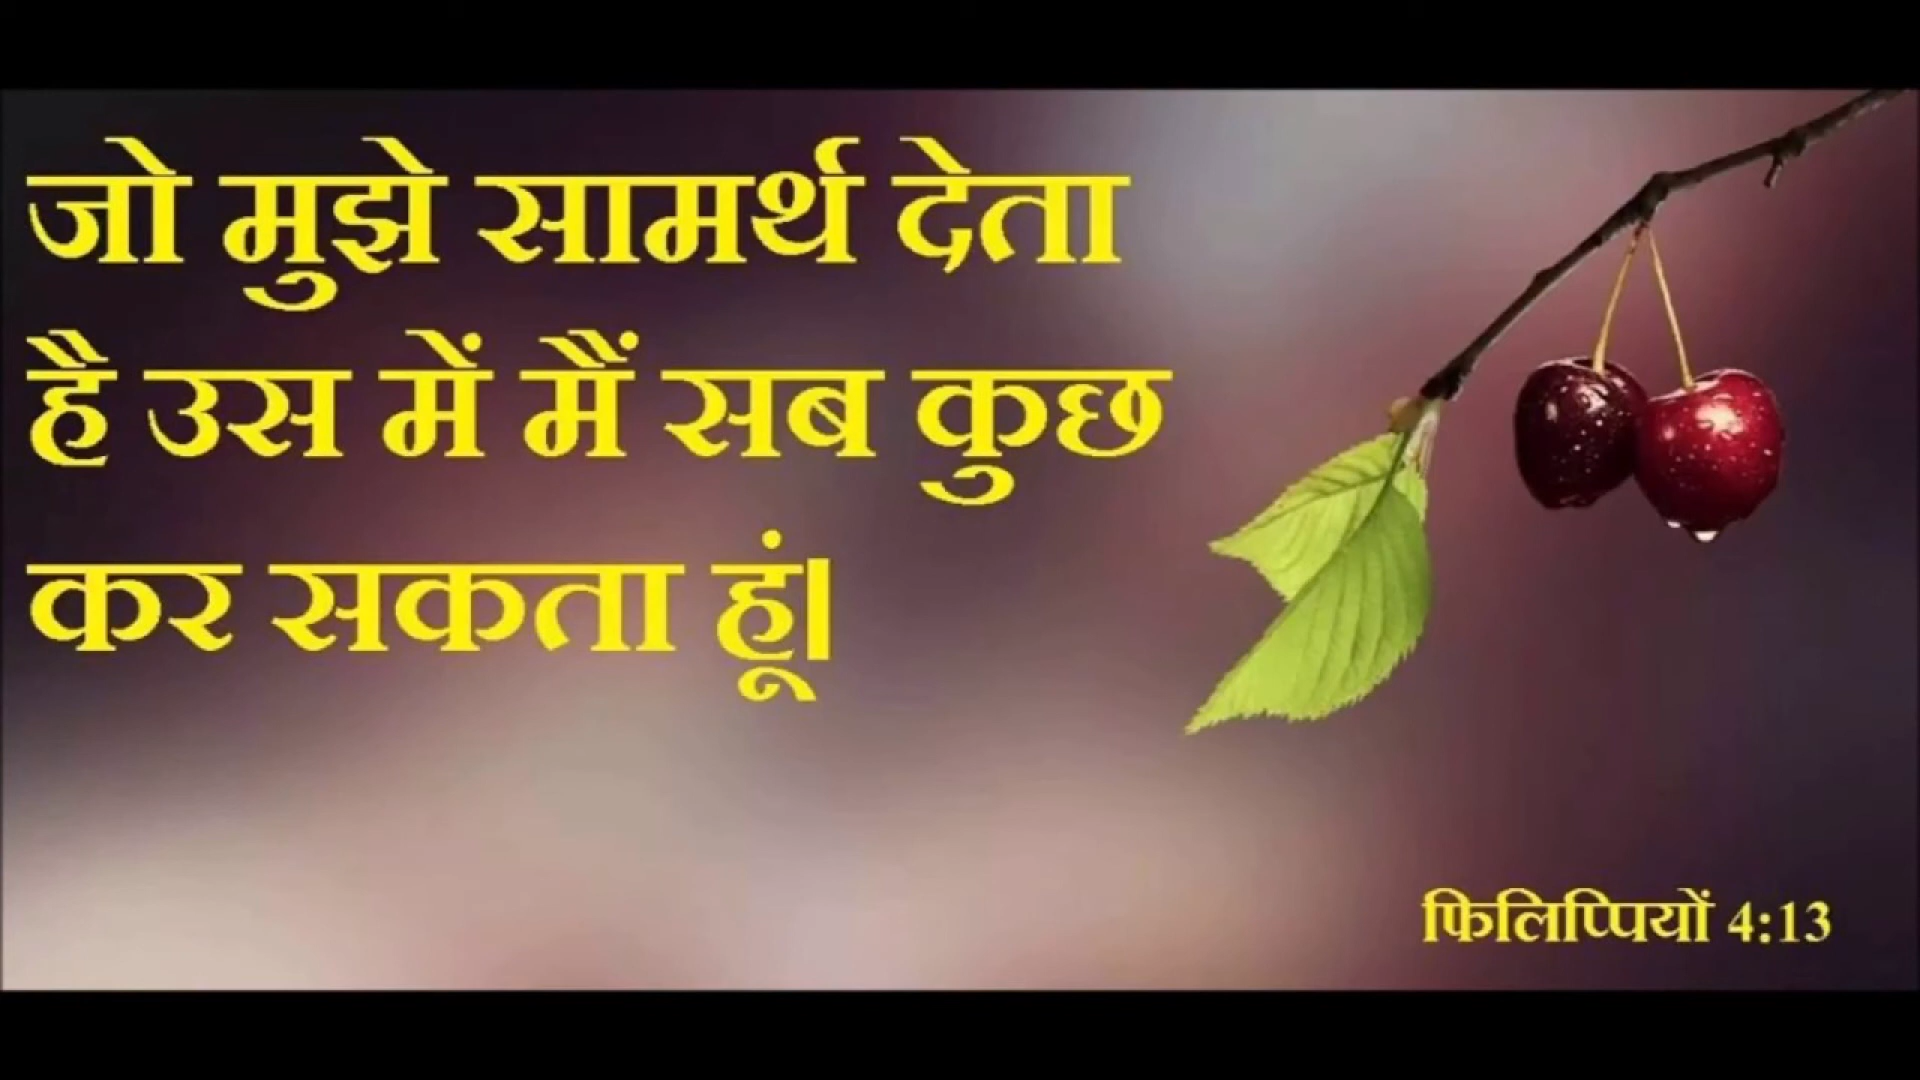 जो मुझे सामर्थ देता
है उस में मैं सब कुछ
कर सकता हूं।
फिलिप्पियों 4:13